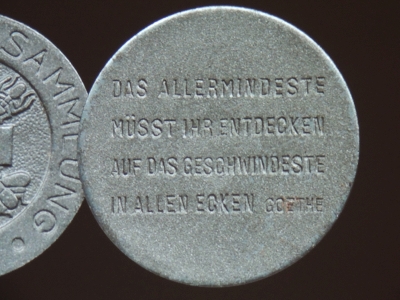 SAMMLUNG
DAS ALLERMINDESTE
MÜSST IHR ENTDECKEN
AUF DAS GESCHWINDESTE
IN ALLEN ECKEN GOETHE